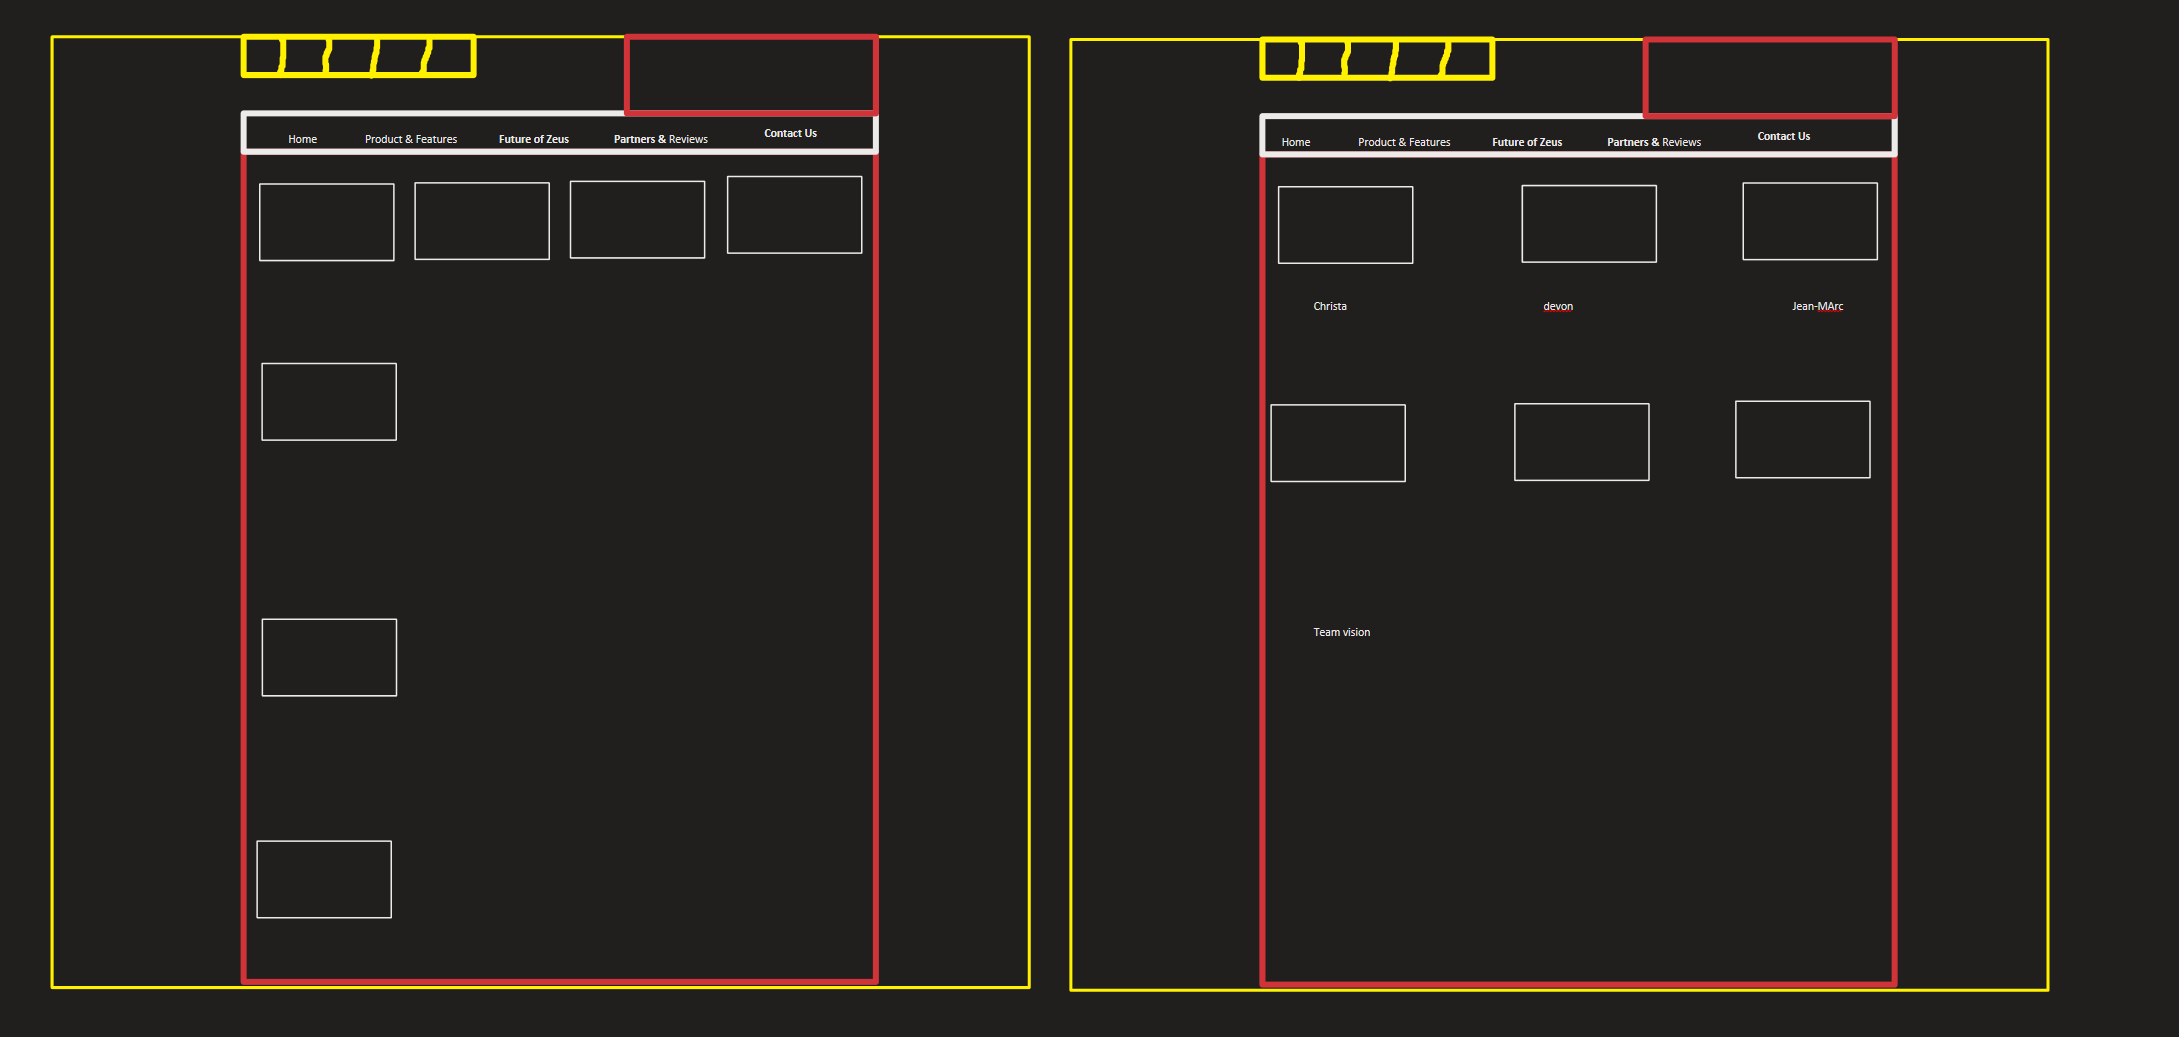 Home Product & Features Future of Zeus Partners & Reviews Contact Us
Home Product & Features Future of Zeus Partners & Reviews Contact Us
Christa devon Jean-MArc
Team vision